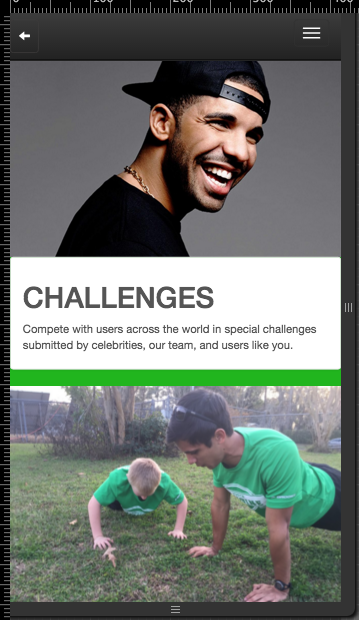 0 100 200 300 400
CHALLENGES
Compete with users across the world in special challenges
submitted by celebrities, our team, and users like you.